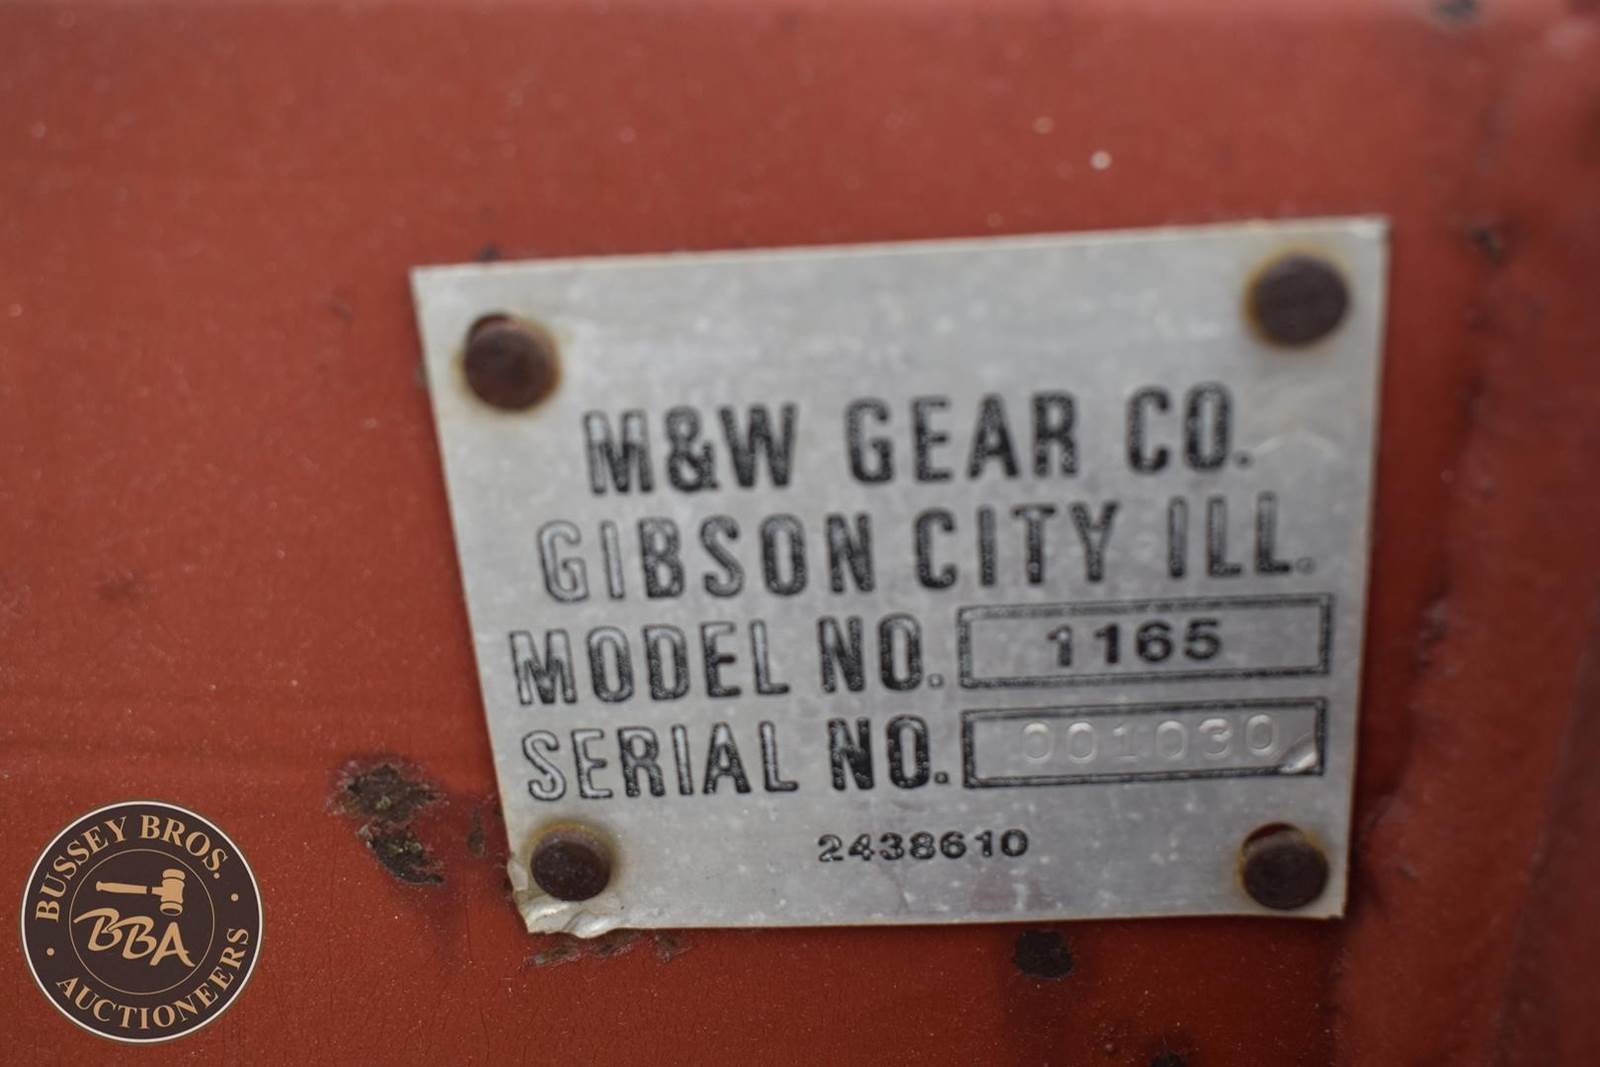 M&W GEAR CO.
GIBSON CITY ILL.
MODEL NO. 1165
SERIAL NO. 001030
2438610
BUSSEY BROS.
BBA
AUCTIONEERS